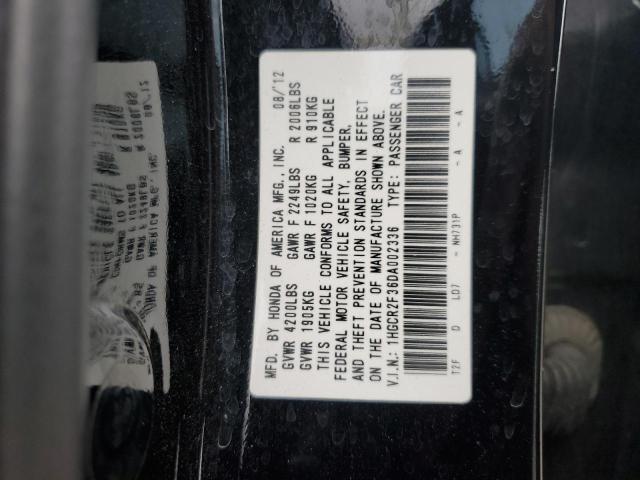 MFD. BY HONDA OF AMERICA MFG., INC. 08/12
GVWR 4200LBS GAWR F 2249LBS R 2006LBS
GVWR 1905KG GAWR F 1020KG R 910KG
THIS VEHICLE CONFORMS TO ALL APPLICABLE
FEDERAL MOTOR VEHICLE SAFETY, BUMPER,
AND THEFT PREVENTION STANDARDS IN EFFECT
ON THE DATE OF MANUFACTURE SHOWN ABOVE.
V.I.N.: 1HGCR2F36DA002336 TYPE: PASSENGER CAR
T2F D LD7 - NH731P - A - A